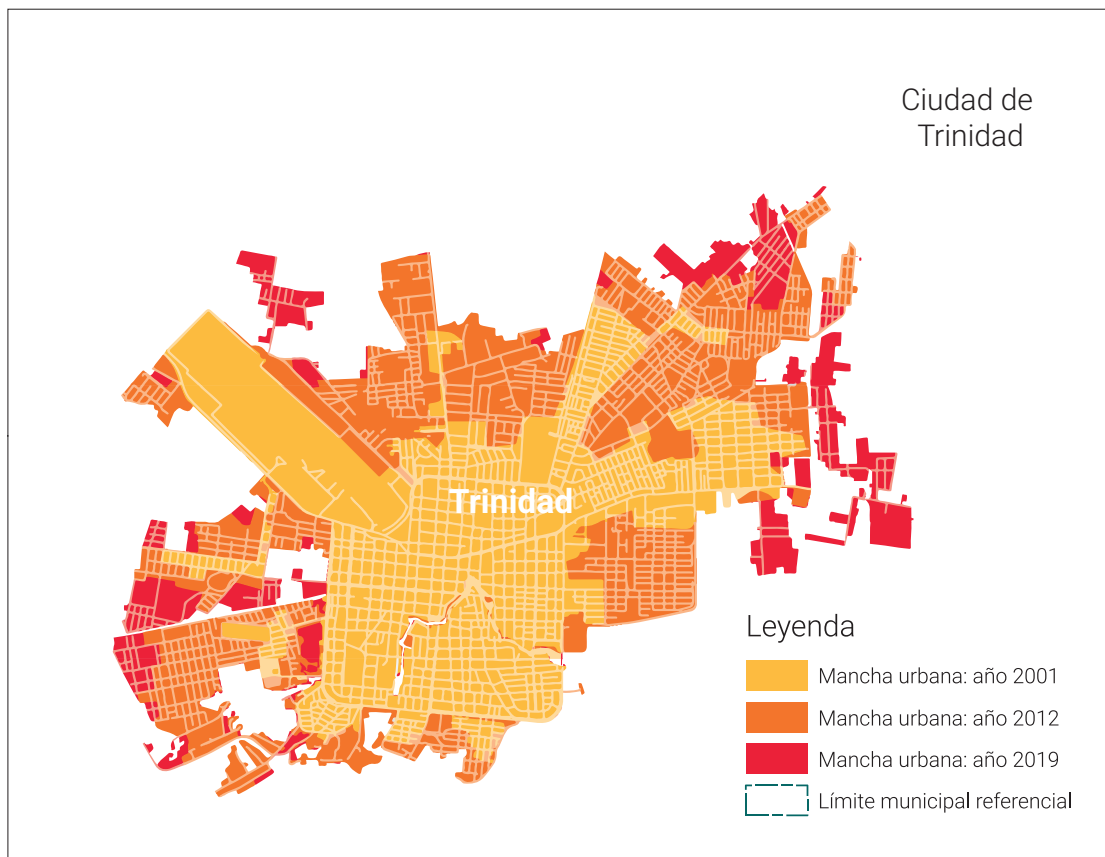 Ciudad de
Trinidad
Trinidad
Leyenda
Mancha urbana: año 2001
Mancha urbana: año 2012
Mancha urbana: año 2019
Límite municipal referencial